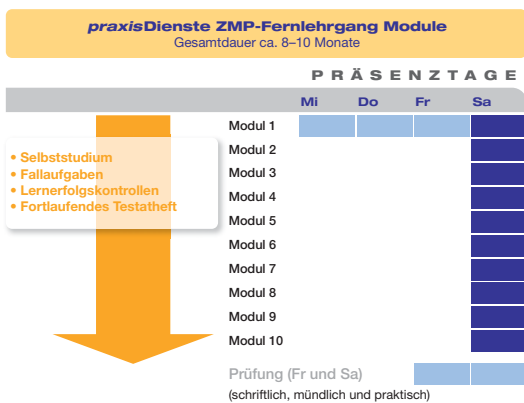 praxisDienste ZMP-Fernlehrgang Module
Gesamtdauer ca. 8–10 Monate
PRÄSENZTAGE
Mi Do Fr Sa
Modul 1
Modul 2
Modul 3
Modul 4
Modul 5
Modul 6
Modul 7
Modul 8
Modul 9
Modul 10
• Selbststudium
• Fallaufgaben
• Lernerfolgskontrollen
• Fortlaufendes Testatheft
Prüfung (Fr und Sa)
(schriftlich, mündlich und praktisch)